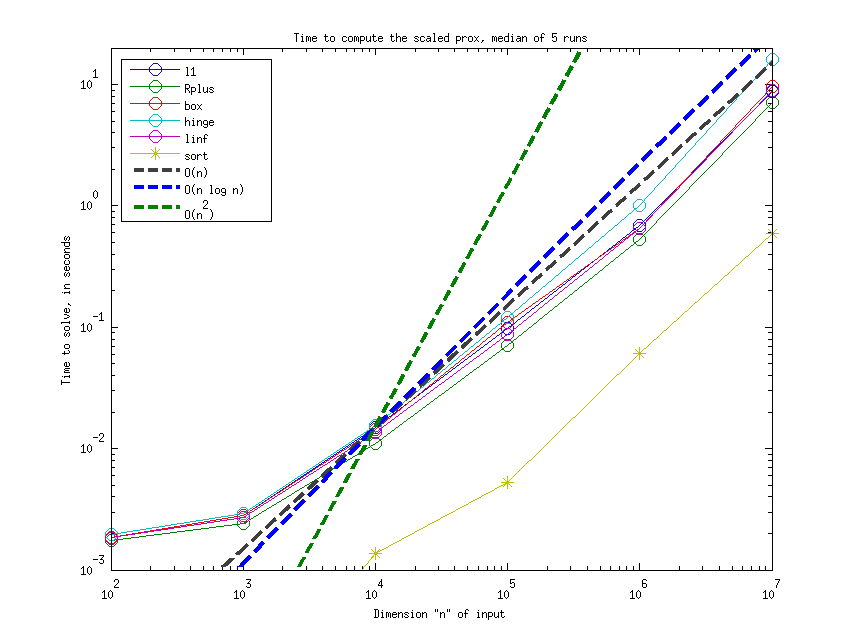 Time to compute the scaled prox, median of 5 runs
l1
Rplus
box
hinge
linf
sort
O(n)
O(n log n)
O(n^2)
10^1
10^0
10^-1
10^-2
10^-3
Time to solve, in seconds
10^2 10^3 10^4 10^5 10^6 10^7
Dimension "n" of input